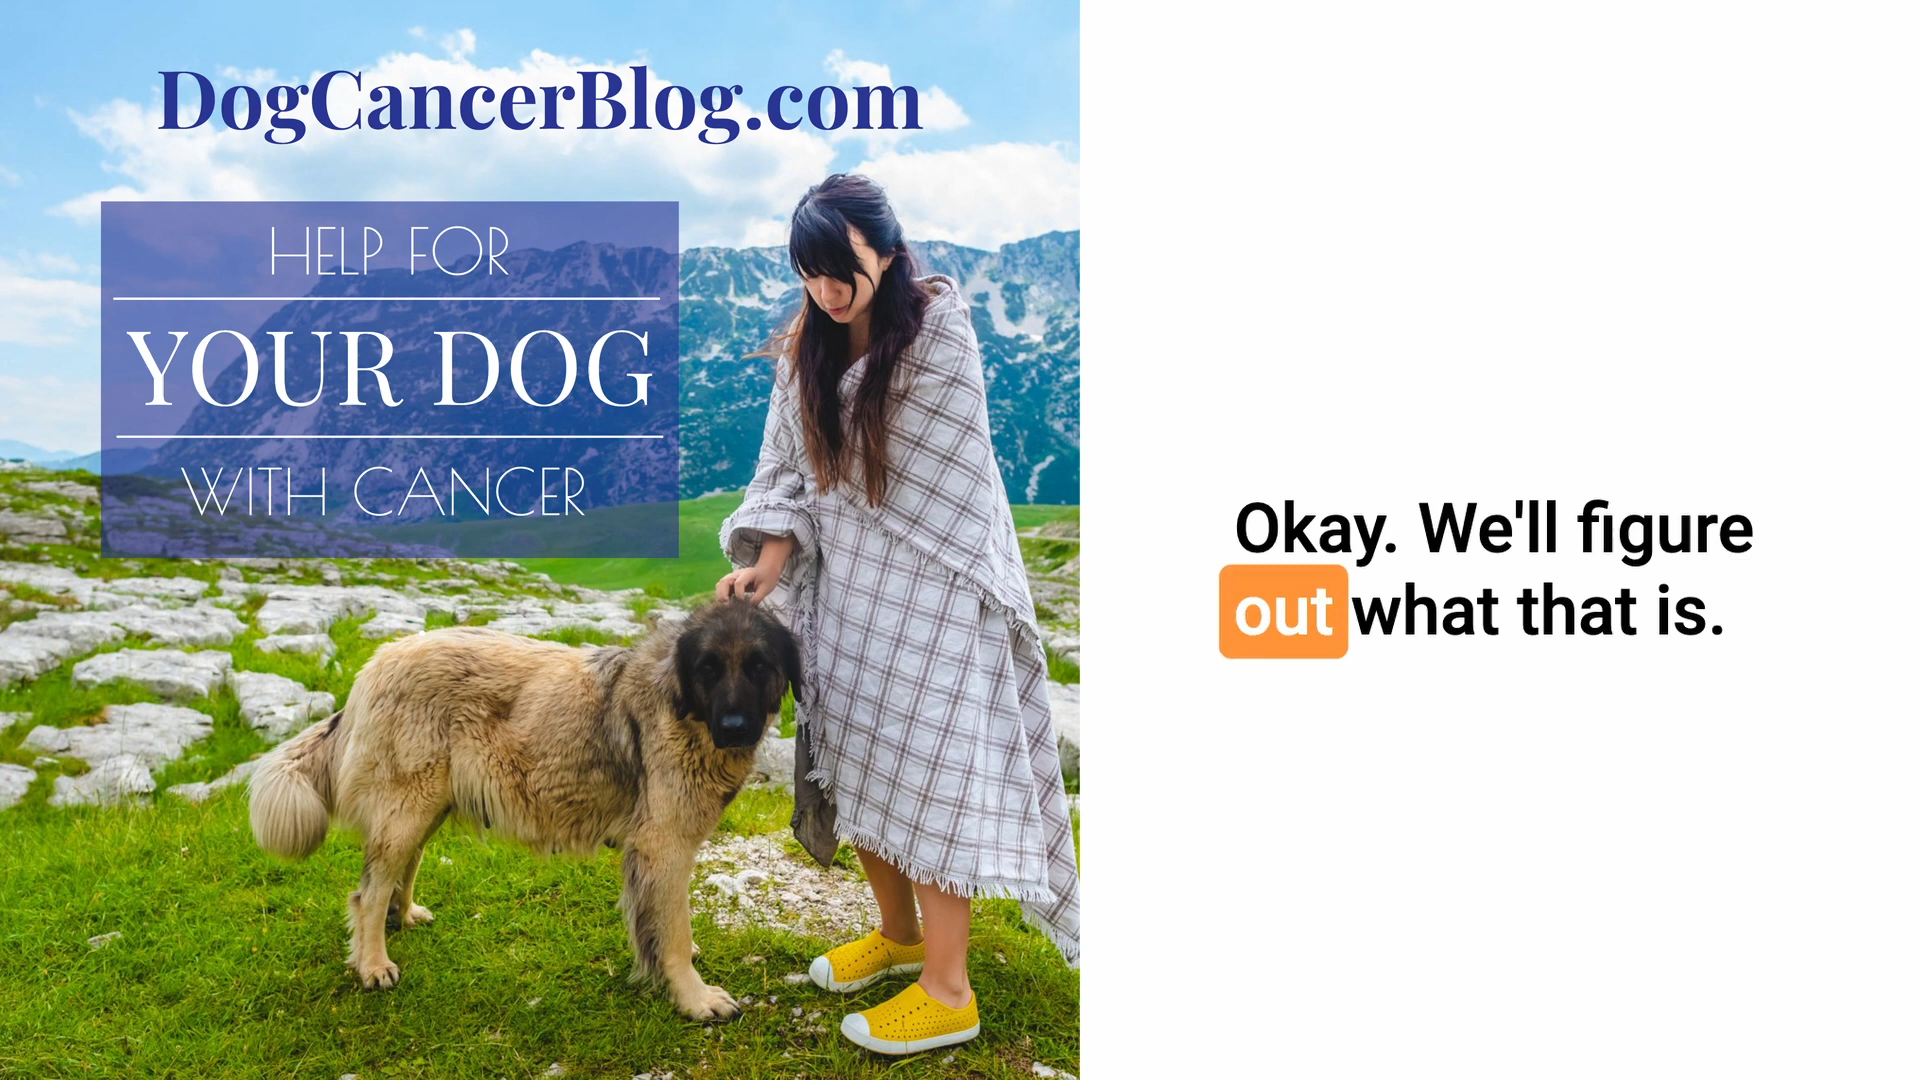 DogCancerBlog.com
HELP FOR
YOUR DOG
WITH CANCER
Okay. We'll figure
out what that is.